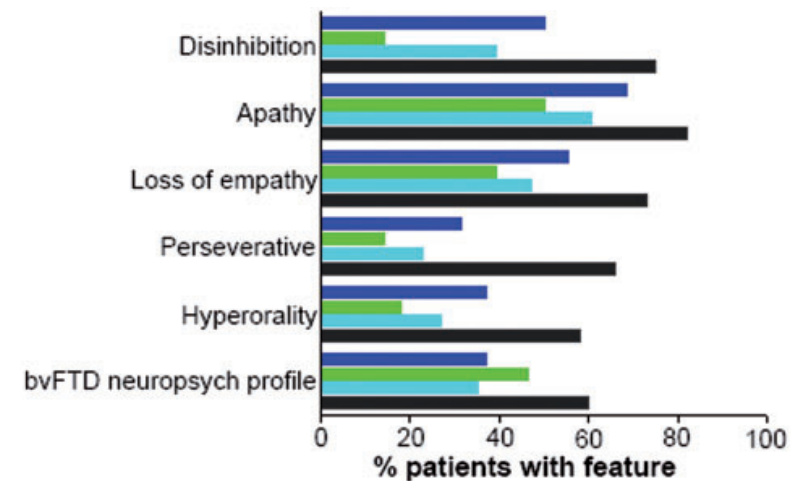 Disinhibition
Apathy
Loss of empathy
Perseverative
Hyperorality
bvFTD neuropsych profile
0 20 40 60 80 100
% patients with feature